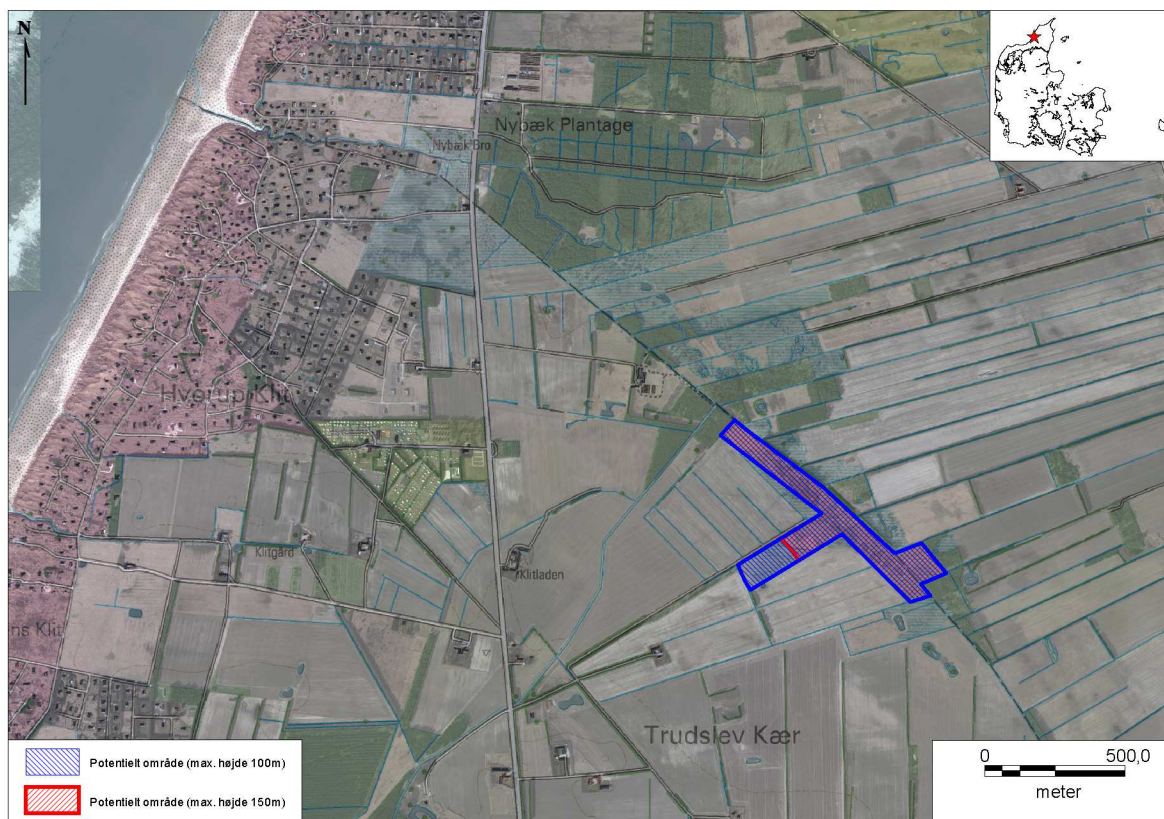 N
Nybæk Plantage
Nybæk Bro
Hverup Klit
Klitgård
Klitladen
ns Klit
Trudslev Kær
Potentielt område (max. højde 100m)
Potentielt område (max. højde 150m)
0 500,0
meter